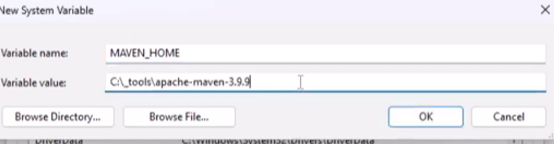 New System Variable
Variable name: MAVEN_HOME
Variable value: C:\_tools\apache-maven-3.9.9
Browse Directory... Browse File... OK Cancel
DriverData C:\Windows\System32\Drivers\DriverData